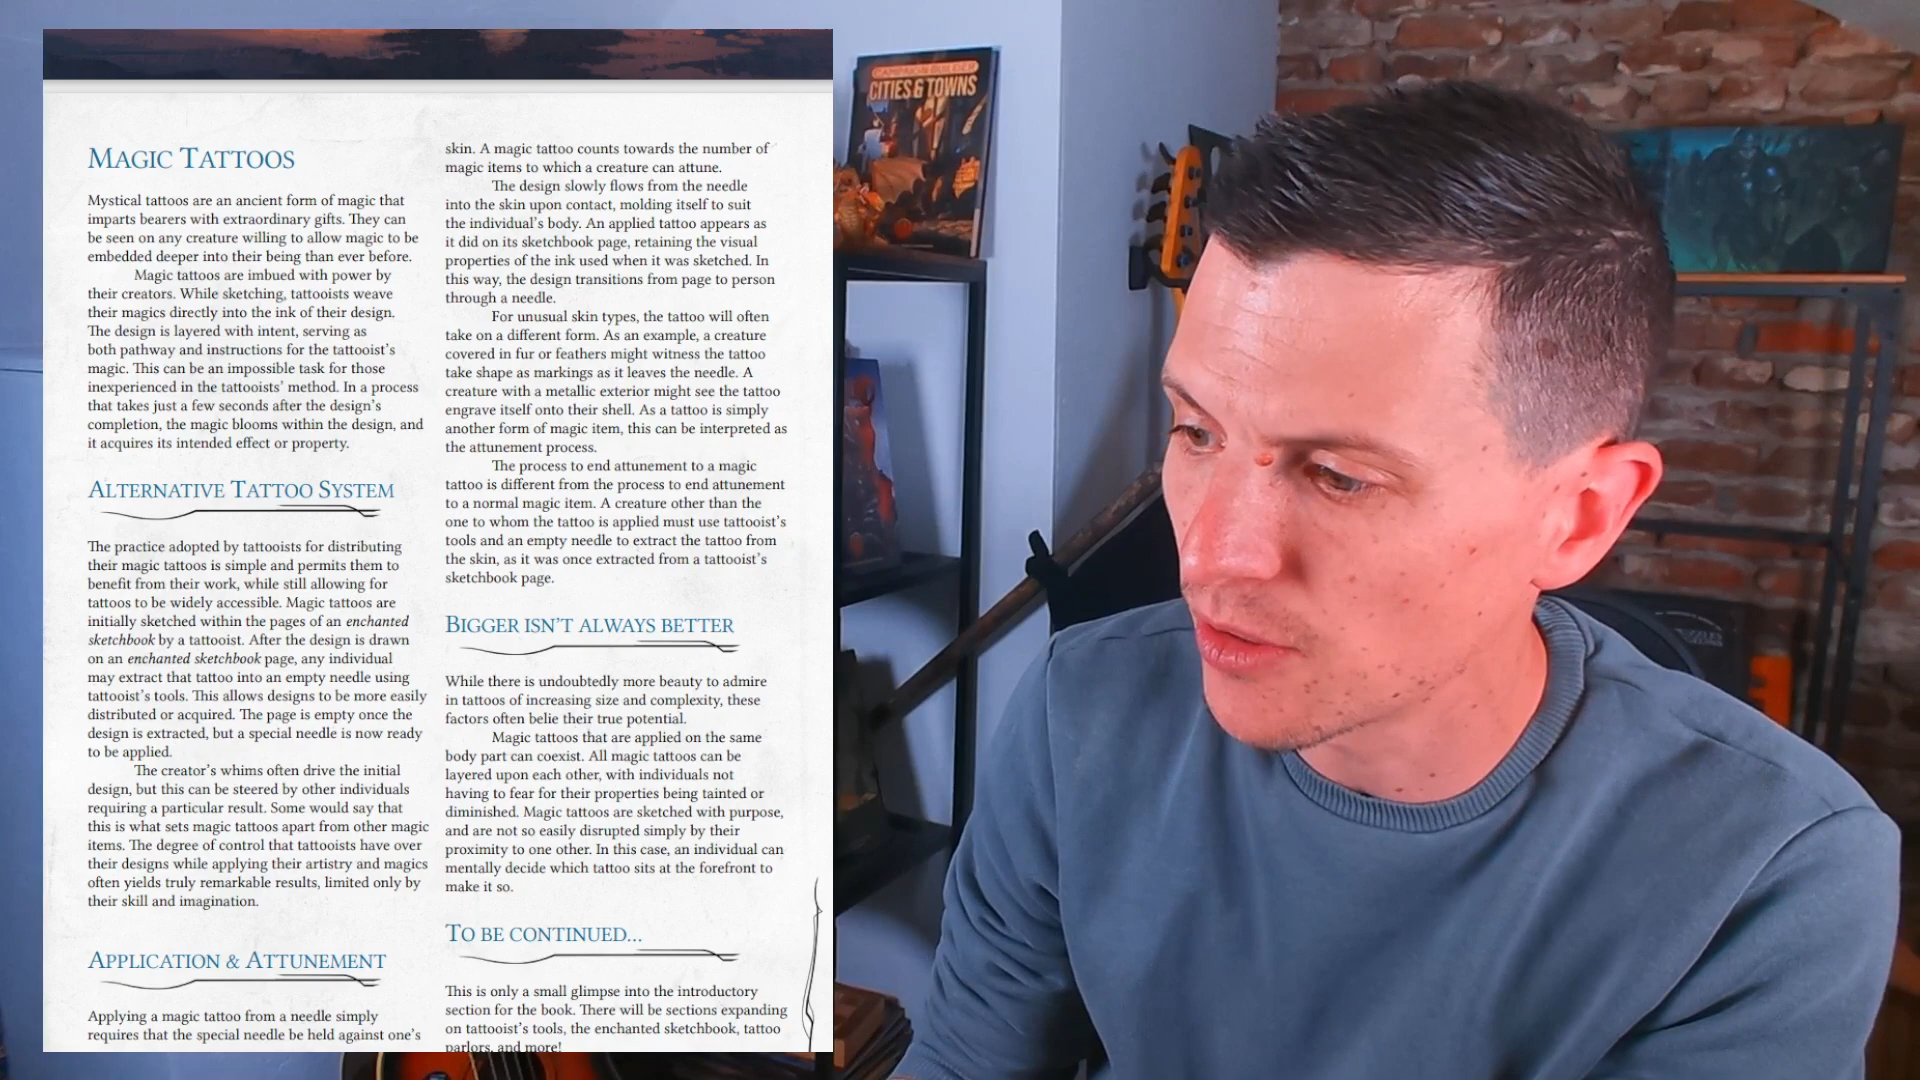 MAGIC TATTOOS
Mystical tattoos are an ancient form of magic that
imparts bearers with extraordinary gifts. They can
be seen on any creature willing to allow magic to be
embedded deeper into their being than ever before.
Magic tattoos are imbued with power by
their creators. While sketching, tattooists weave
their magics directly into the ink of their design.
The design is layered with intent, serving as
both pathway and instructions for the tattooist's
magic. This can be an impossible task for those
inexperienced in the tattooists' method. In a process
that takes just a few seconds after the design's
completion, the magic blooms within the design, and
it acquires its intended effect or property.
ALTERNATIVE TATTOO SYSTEM
The practice adopted by tattooists for distributing
their magic tattoos is simple and permits them to
benefit from their work, while still allowing for
tattoos to be widely accessible. Magic tattoos are
initially sketched within the pages of an enchanted
sketchbook by a tattooist. After the design is drawn
on an enchanted sketchbook page, any individual
may extract that tattoo into an empty needle using
tattooist's tools. This allows designs to be more easily
distributed or acquired. The page is empty once the
design is extracted, but a special needle is now ready
to be applied.
The creator's whims often drive the initial
design, but this can be steered by other individuals
requiring a particular result. Some would say that
this is what sets magic tattoos apart from other magic
items. The degree of control that tattooists have over
their designs while applying their artistry and magics
often yields truly remarkable results, limited only by
their skill and imagination.
APPLICATION & ATTUNEMENT
Applying a magic tattoo from a needle simply
requires that the special needle be held against one's
skin. A magic tattoo counts towards the number of
magic items to which a creature can attune.
The design slowly flows from the needle
into the skin upon contact, molding itself to suit
the individual's body. An applied tattoo appears as
it did on its sketchbook page, retaining the visual
properties of the ink used when it was sketched. In
this way, the design transitions from page to person
through a needle.
For unusual skin types, the tattoo will often
take on a different form. As an example, a creature
covered in fur or feathers might witness the tattoo
take shape as markings as it leaves the needle. A
creature with a metallic exterior might see the tattoo
engrave itself onto their shell. As a tattoo is simply
another form of magic item, this can be interpreted as
the attunement process.
The process to end attunement to a magic
tattoo is different from the process to end attunement
to a normal magic item. A creature other than the
one to whom the tattoo is applied must use tattooist's
tools and an empty needle to extract the tattoo from
the skin, as it was once extracted from a tattooist's
sketchbook page.
BIGGER ISN'T ALWAYS BETTER
While there is undoubtedly more beauty to admire
in tattoos of increasing size and complexity, these
factors often belie their true potential.
Magic tattoos that are applied on the same
body part can coexist. All magic tattoos can be
layered upon each other, with individuals not
having to fear for their properties being tainted or
diminished. Magic tattoos are sketched with purpose,
and are not so easily disrupted simply by their
proximity to one other. In this case, an individual can
mentally decide which tattoo sits at the forefront to
make it so.
TO BE CONTINUED...
This is only a small glimpse into the introductory
section for the book. There will be sections expanding
on tattooist's tools, the enchanted sketchbook, tattoo
parlors, and more!
CAMPAIGN BUILDER
CITIES & TOWNS